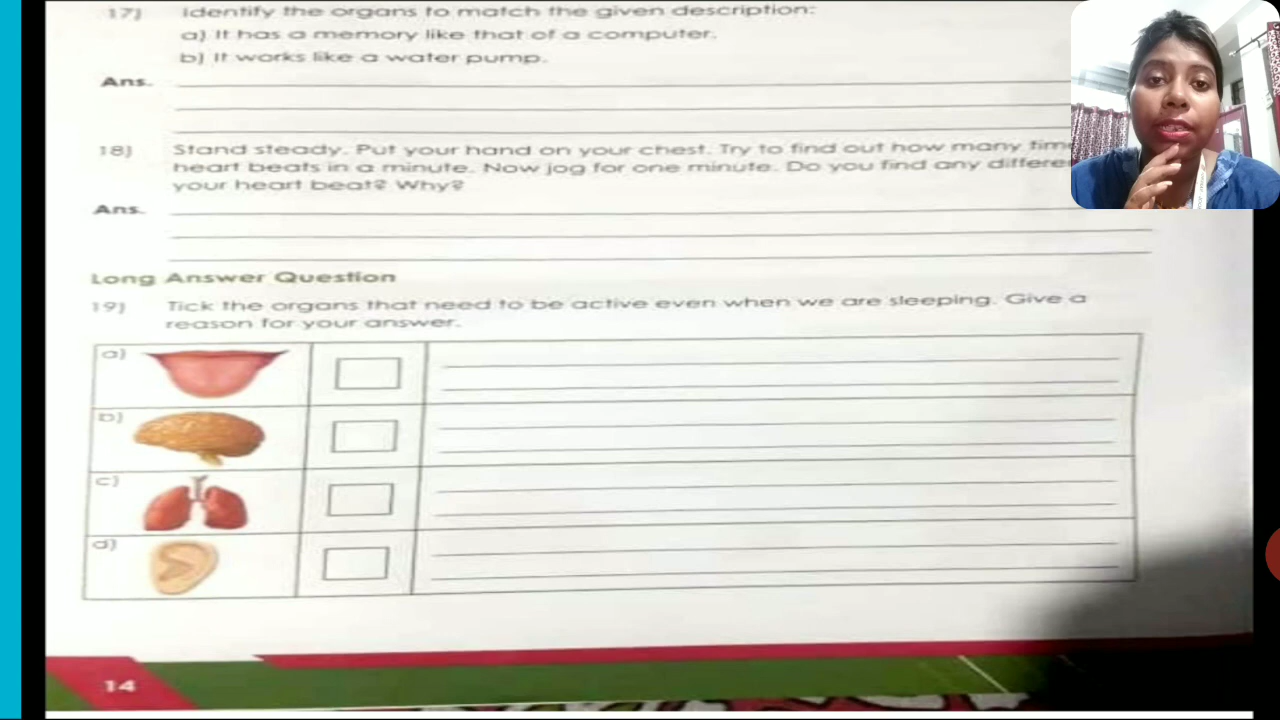 17) Identify the organs to match the given description:
a) It has a memory like that of a computer.
b) It works like a water pump.
Ans.
18) Stand steady. Put your hand on your chest. Try to find out how many
heart beats in a minute. Now jog for one minute. Do you find any
your heart beat? Why?
Ans.
Long Answer Question
19) Tick the organs that need to be active even when we are sleeping. Give a
reason for your answer.
a)
b)
c)
d)
14